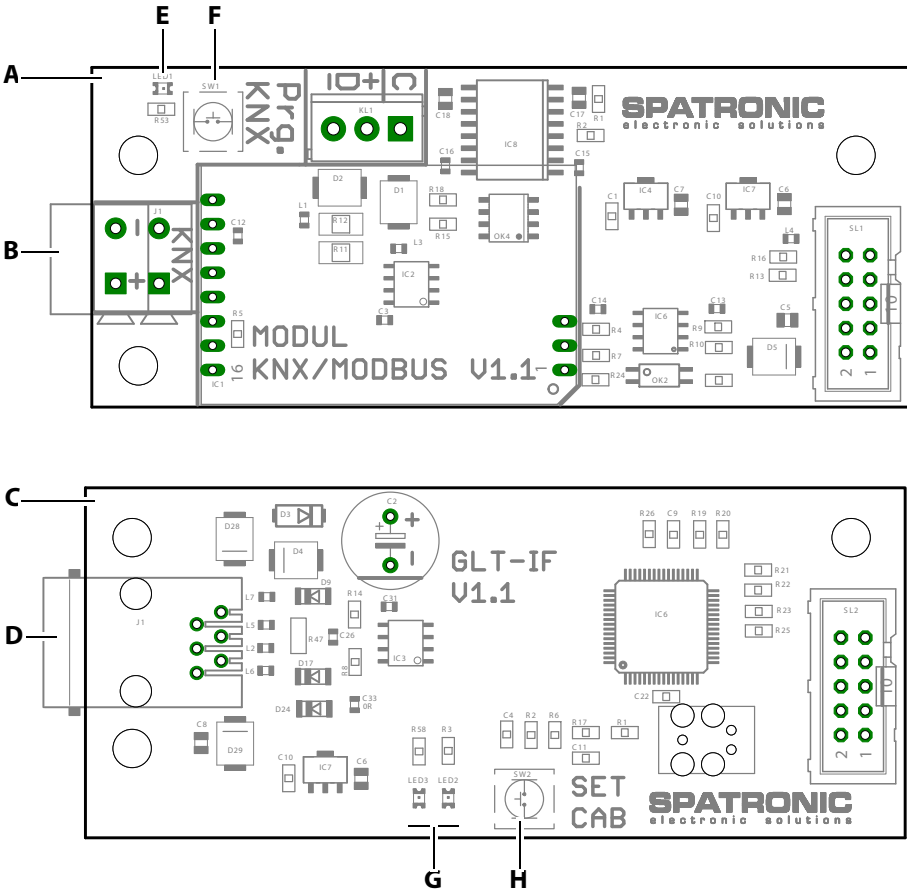 E F
A
LED1
SW1
R53
Prg.
KNX
ID+
C
KL1
C18
C17
R1
R2
IC8
C16
C15
SPATRONIC
electronic solutions
D2
D1
R18
L1
R12
R15
R11
OK4
L3
IC2
C3
C1
IC4
C7
C10
IC7
C6
B
J1
KNX
C12
L4
R16
R13
SL1
C14
C13
C5
R5
R4
IC6
R9
R10
R7
D5
MODUL
KNX/MODBUS V1.1
16
IC1
1
R24
OK2
10
2 1
C
D28
D3
C2
D4
GLT-IF
V1.1
R26 C9 R19 R20
R21
R22
R23
R25
D
J1
L7
L5
L2
L6
D9
R14
C31
R47
C26
IC3
R8
D17
D24
C33
0R
IC6
C22
SL2
10
2 1
C8
D29
C10
IC7
C6
R58 R3
C4 R2 R6
R17
R1
C11
LED3 LED2
SW2
SET
CAB
SPATRONIC
electronic solutions
G H